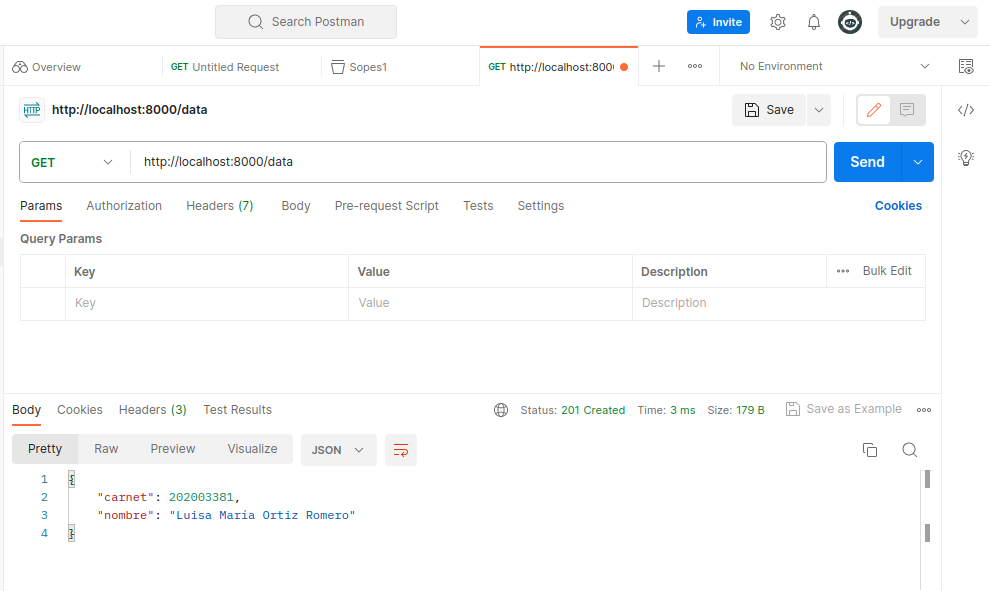 Search Postman
Invite
Upgrade
Overview
GET Untitled Request
Sopes1
GET http://localhost:800
No Environment
HTTP http://localhost:8000/data
Save
GET http://localhost:8000/data
Send
Params Authorization Headers (7) Body Pre-request Script Tests Settings Cookies
Query Params
Key Value Description Bulk Edit
Key Value Description
Body Cookies Headers (3) Test Results Status: 201 Created Time: 3 ms Size: 179 B Save as Example
Pretty Raw Preview Visualize JSON
1 {
2 "carnet": 202003381,
3 "nombre": "Luisa María Ortiz Romero"
4 }